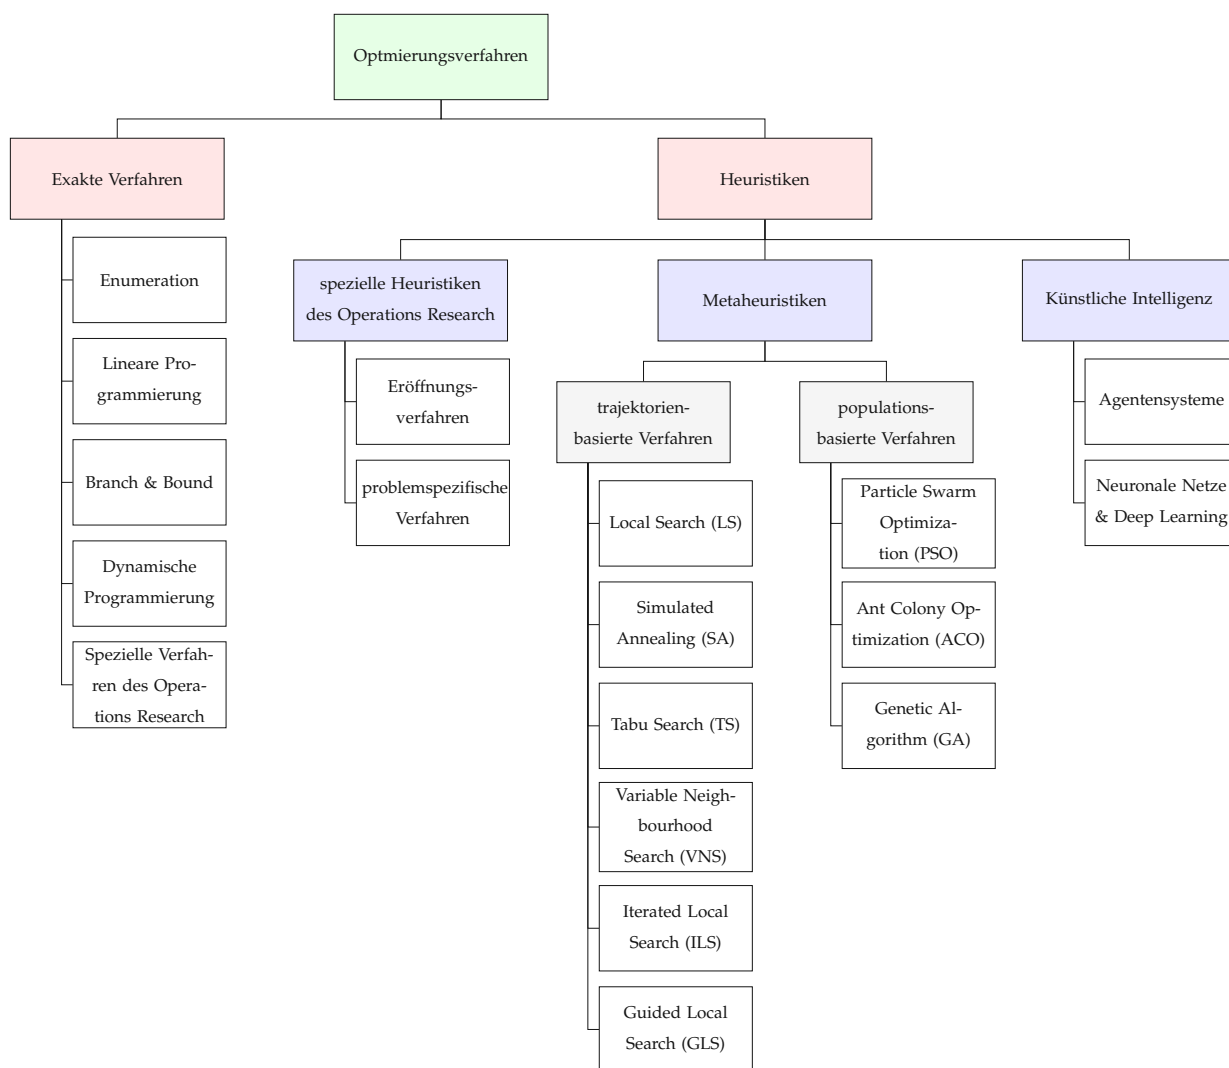 Optmierungsverfahren
Exakte Verfahren
Heuristiken
Enumeration
Lineare Pro-
grammierung
Branch & Bound
Dynamische
Programmierung
Spezielle Verfah-
ren des Opera-
tions Research
spezielle Heuristiken
des Operations Research
Eröffnungs-
verfahren
problemspezifische
Verfahren
Metaheuristiken
trajektorien-
basierte Verfahren
Local Search (LS)
Simulated
Annealing (SA)
Tabu Search (TS)
Variable Neigh-
bourhood
Search (VNS)
Iterated Local
Search (ILS)
Guided Local
Search (GLS)
populations-
basierte Verfahren
Particle Swarm
Optimiza-
tion (PSO)
Ant Colony Op-
timization (ACO)
Genetic Al-
gorithm (GA)
Künstliche Intelligenz
Agentensysteme
Neuronale Netze
& Deep Learning